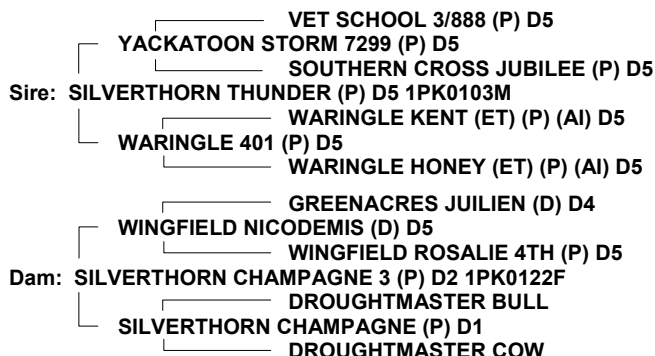 VET SCHOOL 3/888 (P) D5
YACKATOON STORM 7299 (P) D5
SOUTHERN CROSS JUBILEE (P) D5
Sire: SILVERTHORN THUNDER (P) D5 1PK0103M
WARINGLE KENT (ET) (P) (AI) D5
WARINGLE 401 (P) D5
WARINGLE HONEY (ET) (P) (AI) D5
GREENACRES JUILIEN (D) D4
WINGFIELD NICODEMIS (D) D5
WINGFIELD ROSALIE 4TH (P) D5
Dam: SILVERTHORN CHAMPAGNE 3 (P) D2 1PK0122F
DROUGHTMASTER BULL
SILVERTHORN CHAMPAGNE (P) D1
DROUGHTMASTER COW